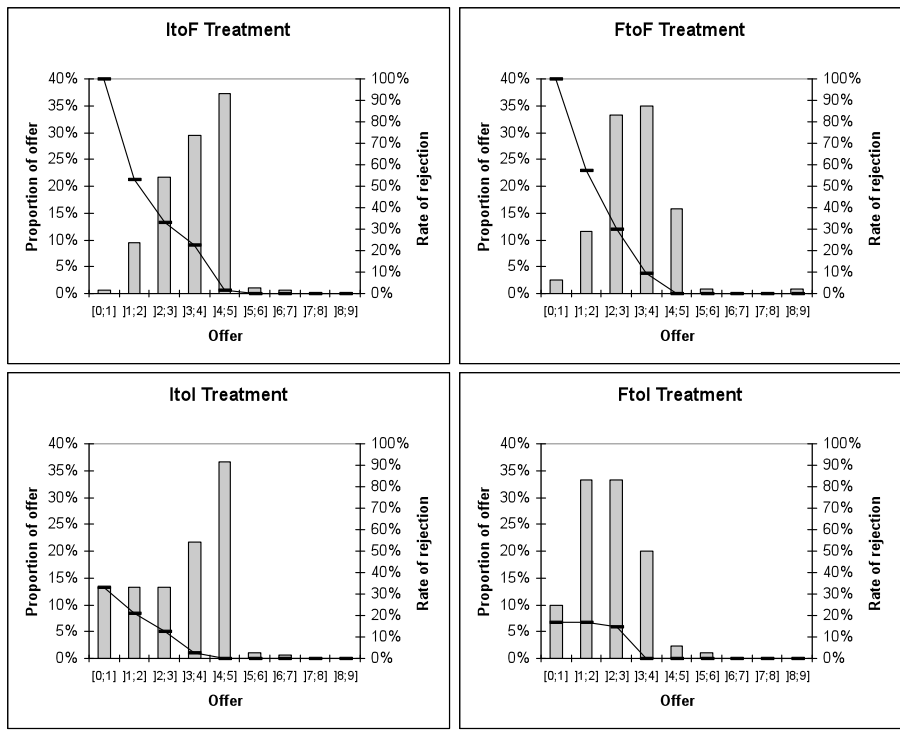 ItoF Treatment
40% 100%
35% 90%
80%
30% 70%
25% 60%
20% 50%
15% 40%
30%
10% 20%
5% 10%
0% 0%
[0;1] ]1;2] ]2;3] ]3;4] ]4;5] ]5;6] ]6;7] ]7;8] ]8;9]
Proportion of offer
Rate of rejection
Offer
FtoF Treatment
40% 100%
35% 90%
80%
30% 70%
25% 60%
20% 50%
15% 40%
30%
10% 20%
5% 10%
0% 0%
[0;1] ]1;2] ]2;3] ]3;4] ]4;5] ]5;6] ]6;7] ]7;8] ]8;9]
Proportion of offer
Rate of rejection
Offer
ItoI Treatment
40% 100%
35% 90%
80%
30% 70%
25% 60%
20% 50%
15% 40%
30%
10% 20%
5% 10%
0% 0%
[0;1] ]1;2] ]2;3] ]3;4] ]4;5] ]5;6] ]6;7] ]7;8] ]8;9]
Proportion of offer
Rate of rejection
Offer
FtoI Treatment
40% 100%
35% 90%
80%
30% 70%
25% 60%
20% 50%
15% 40%
30%
10% 20%
5% 10%
0% 0%
[0;1] ]1;2] ]2;3] ]3;4] ]4;5] ]5;6] ]6;7] ]7;8] ]8;9]
Proportion of offer
Rate of rejection
Offer